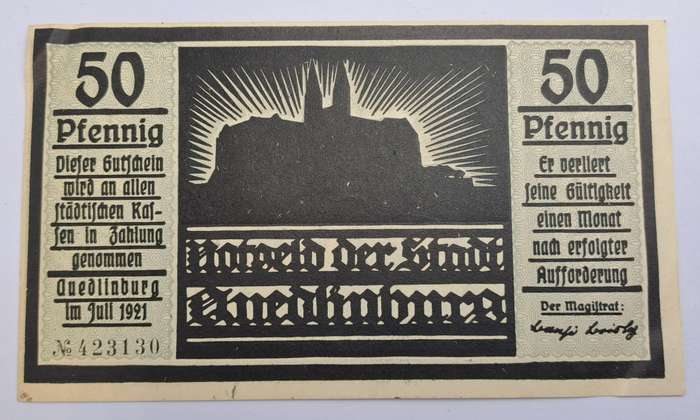 50
Pfennig
Dieser Gutschein
wird an allen
städtischen Kas-
sen in Zahlung
genommen
Quedlinburg
im Juli 1921
№ 423130
Notgeld der Stadt
Quedlinburg
50
Pfennig
Er verliert
seine Gültigkeit
einen Monat
nach erfolgter
Aufforderung
Der Magistrat: